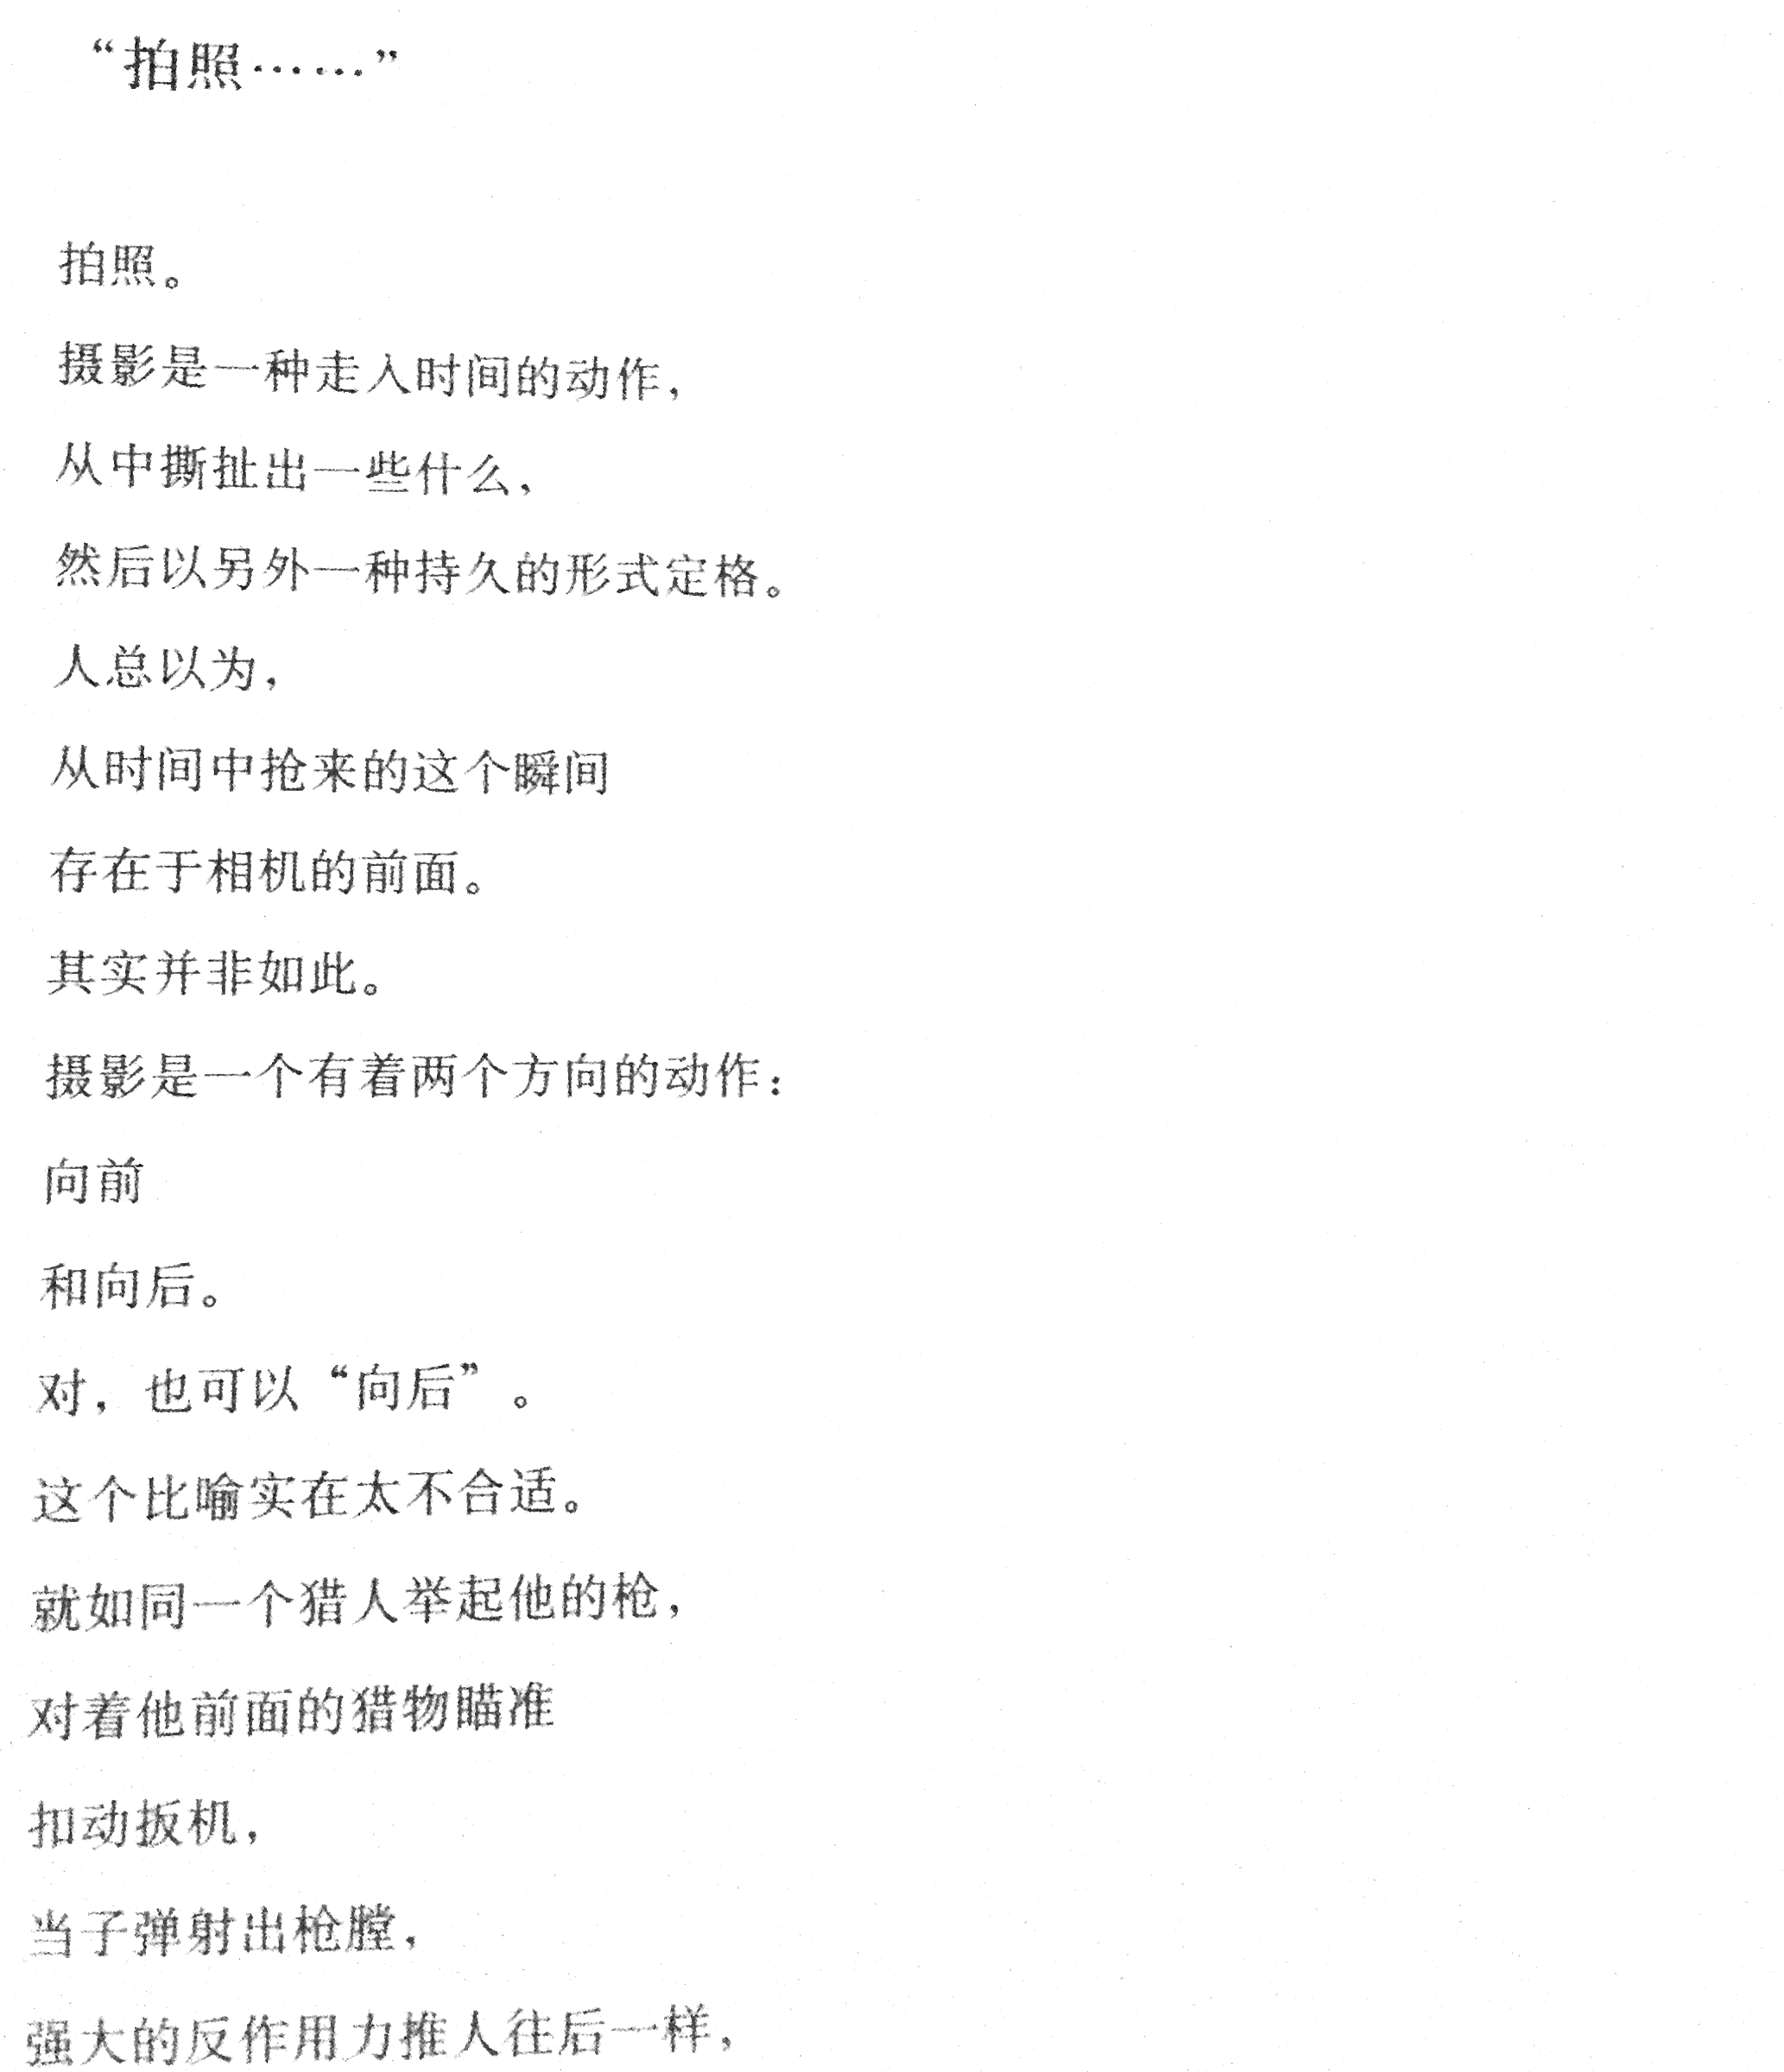 “拍照……”
拍照。
摄影是一种走入时间的动作，
从中撕扯出一些什么，
然后以另外一种持久的形式定格。
人总以为，
从时间中抢来的这个瞬间
存在于相机的前面。
其实并非如此。
摄影是一个有着两个方向的动作：
向前
和向后。
对，也可以“向后”。
这个比喻实在太不合适。
就如同一个猎人举起他的枪，
对着他前面的猎物瞄准
扣动扳机，
当子弹射出枪膛，
强大的反作用力推人往后一样，